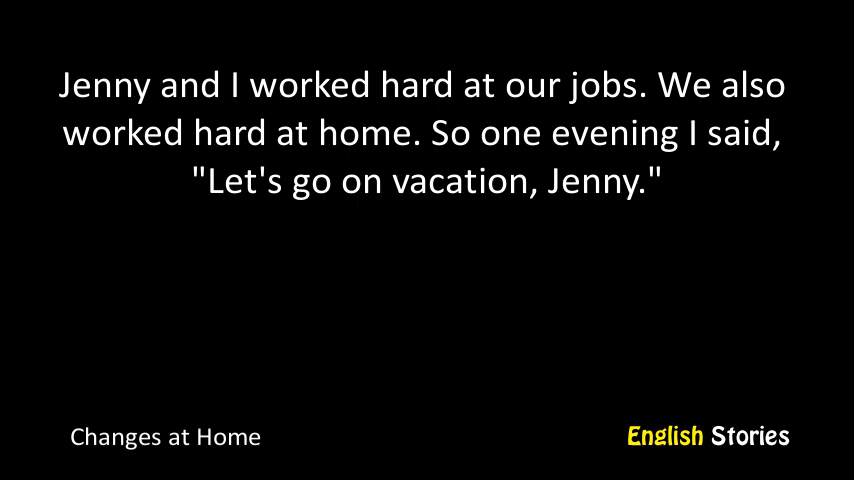 Jenny and I worked hard at our jobs. We also
worked hard at home. So one evening I said,
"Let's go on vacation, Jenny."
Changes at Home
English Stories